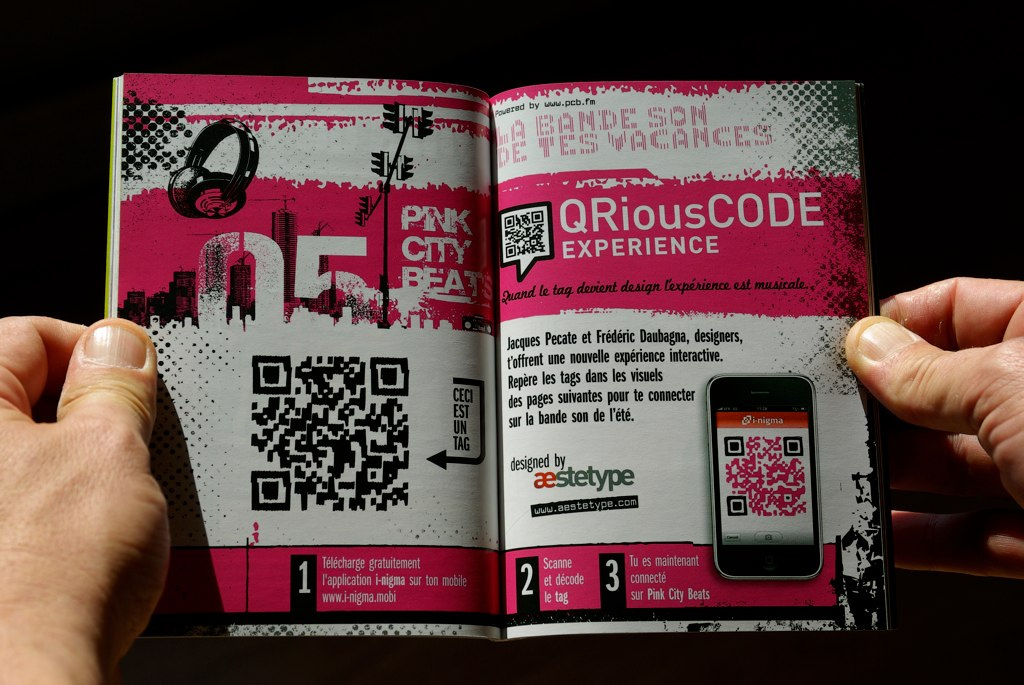 05
PINK
CITY
BEATS
CECI
EST
UN
TAG
1
Télécharge gratuitement
l'application i-nigma sur ton mobile
www.i-nigma.mobi
Powered by www.pcb.fm
LA BANDE SON
DE TES VACANCES
QRiousCODE
EXPERIENCE
Quand le tag devient design l'expérience est musicale.
Jacques Pecate et Frédéric Daubagna, designers,
t'offrent une nouvelle expérience interactive.
Repère les tags dans les visuels
des pages suivantes pour te connecter
sur la bande son de l'été.
designed by
æstetype
www.aestetype.com
i-nigma
2
Scanne
et décode
le tag
3
Tu es maintenant
connecté
sur Pink City Beats